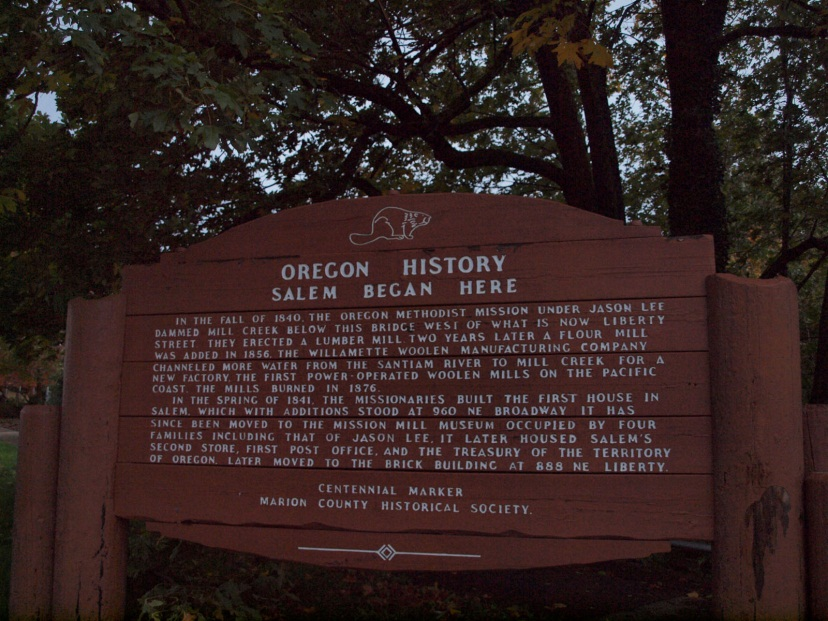 OREGON HISTORY
SALEM BEGAN HERE
IN THE FALL OF 1840, THE OREGON METHODIST MISSION UNDER JASON LEE
DAMMED MILL CREEK BELOW THIS BRIDGE WEST OF WHAT IS NOW LIBERTY
STREET. THEY ERECTED A LUMBER MILL. TWO YEARS LATER A FLOUR MILL
WAS ADDED IN 1856, THE WILLAMETTE WOOLEN MANUFACTURING COMPANY
CHANNELED MORE WATER FROM THE SANTIAM RIVER TO MILL CREEK FOR A
NEW FACTORY, THE FIRST POWER-OPERATED WOOLEN MILLS ON THE PACIFIC
COAST. THE MILLS BURNED IN 1876.
IN THE SPRING OF 1841, THE MISSIONARIES BUILT THE FIRST HOUSE IN
SALEM, WHICH WITH ADDITIONS STOOD AT 960 NE BROADWAY. IT HAS
SINCE BEEN MOVED TO THE MISSION MILL MUSEUM OCCUPIED BY FOUR
FAMILIES INCLUDING THAT OF JASON LEE, IT LATER HOUSED SALEM'S
SECOND STORE, FIRST POST OFFICE, AND THE TREASURY OF THE TERRITORY
OF OREGON, LATER MOVED TO THE BRICK BUILDING AT 888 NE LIBERTY.
CENTENNIAL MARKER
MARION COUNTY HISTORICAL SOCIETY.